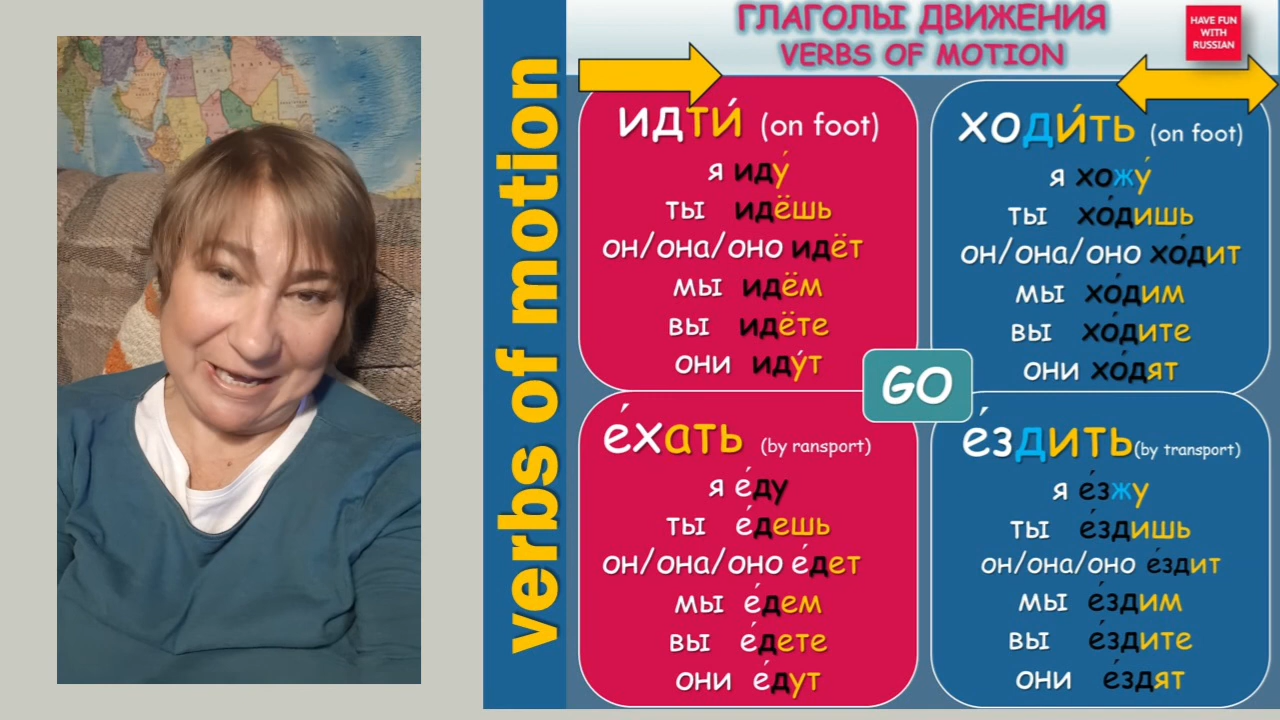 ГЛАГОЛЫ ДВИЖЕНИЯ
VERBS OF MOTION
HAVE FUN
WITH
RUSSIAN
verbs of motion
идти́ (on foot)
я иду́
ты идёшь
он/она/оно идёт
мы идём
вы идёте
они иду́т
ходи́ть (on foot)
я хожу́
ты хо́дишь
он/она/оно хо́дит
мы хо́дим
вы хо́дите
они хо́дят
GO
е́хать (by ransport)
я е́ду
ты е́дешь
он/она/оно е́дет
мы е́дем
вы е́дете
они е́дут
е́здить(by transport)
я е́зжу
ты е́здишь
он/она/оно е́здит
мы е́здим
вы е́здите
они е́здят